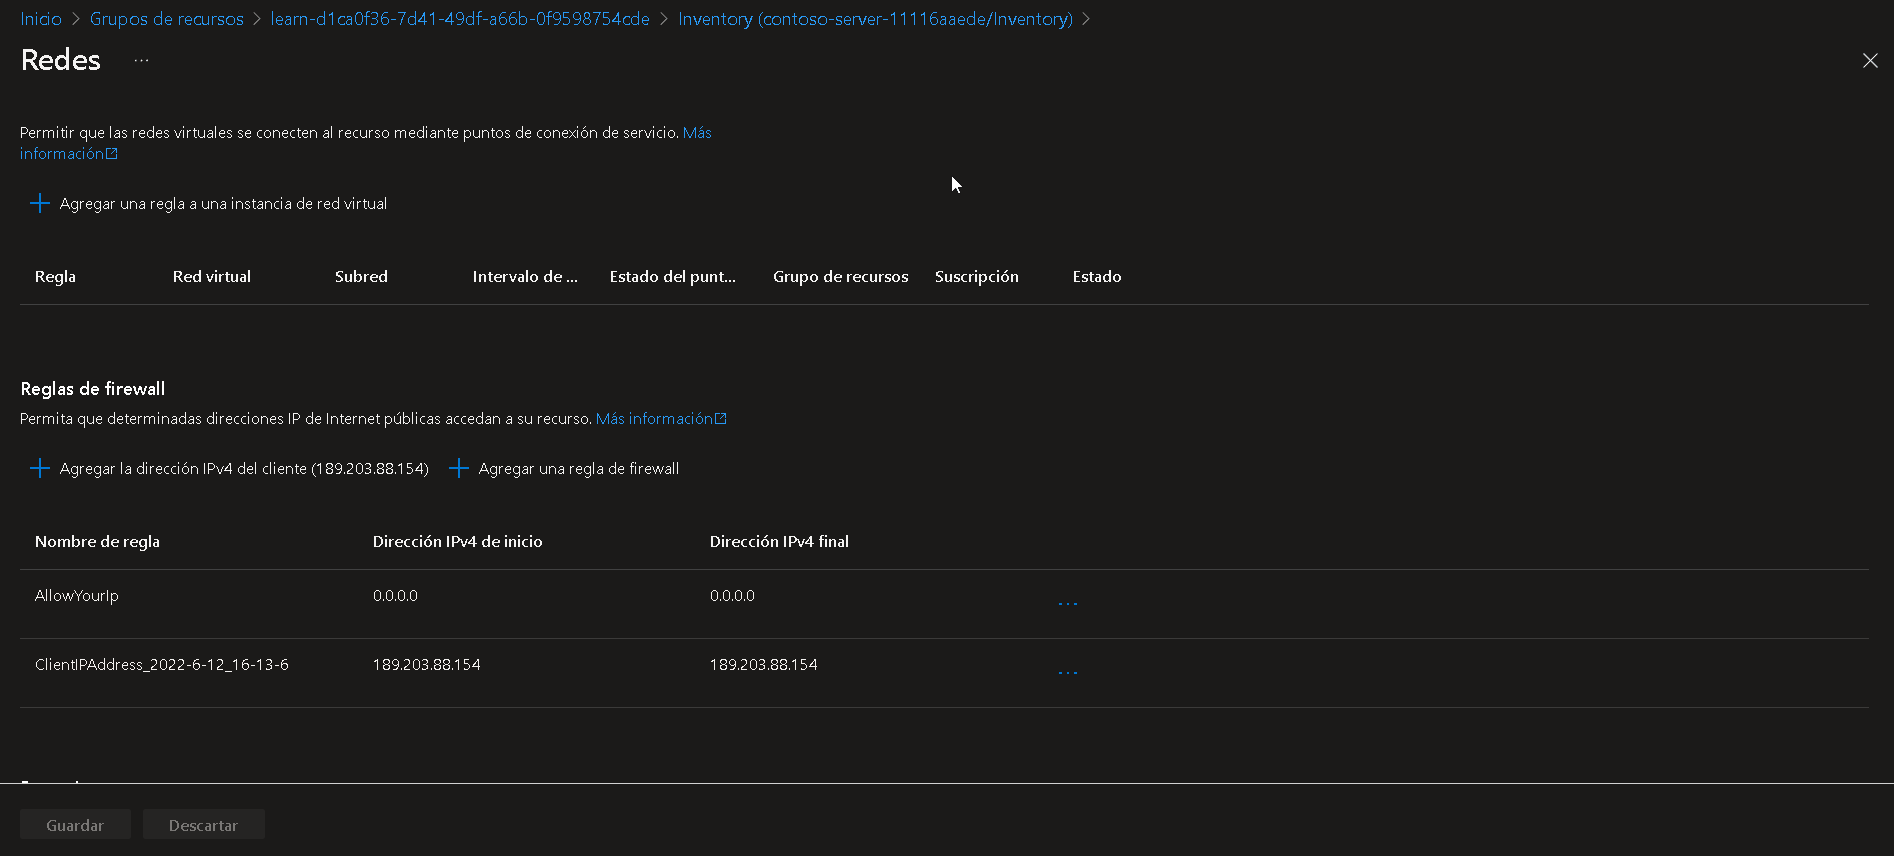 Inicio > Grupos de recursos > learn-d1ca0f36-7d41-49df-a66b-0f9598754cde > Inventory (contoso-server-11116aaede/Inventory) >
Redes ...
Permitir que las redes virtuales se conecten al recurso mediante puntos de conexión de servicio. Más
información
Agregar una regla a una instancia de red virtual
Regla Red virtual Subred Intervalo de ... Estado del punt... Grupo de recursos Suscripción Estado
Reglas de firewall
Permita que determinadas direcciones IP de Internet públicas accedan a su recurso. Más información
Agregar la dirección IPv4 del cliente (189.203.88.154) Agregar una regla de firewall
Nombre de regla Dirección IPv4 de inicio Dirección IPv4 final
AllowYourIp 0.0.0.0 0.0.0.0 ...
ClientIPAddress_2022-6-12_16-13-6 189.203.88.154 189.203.88.154 ...
Guardar Descartar